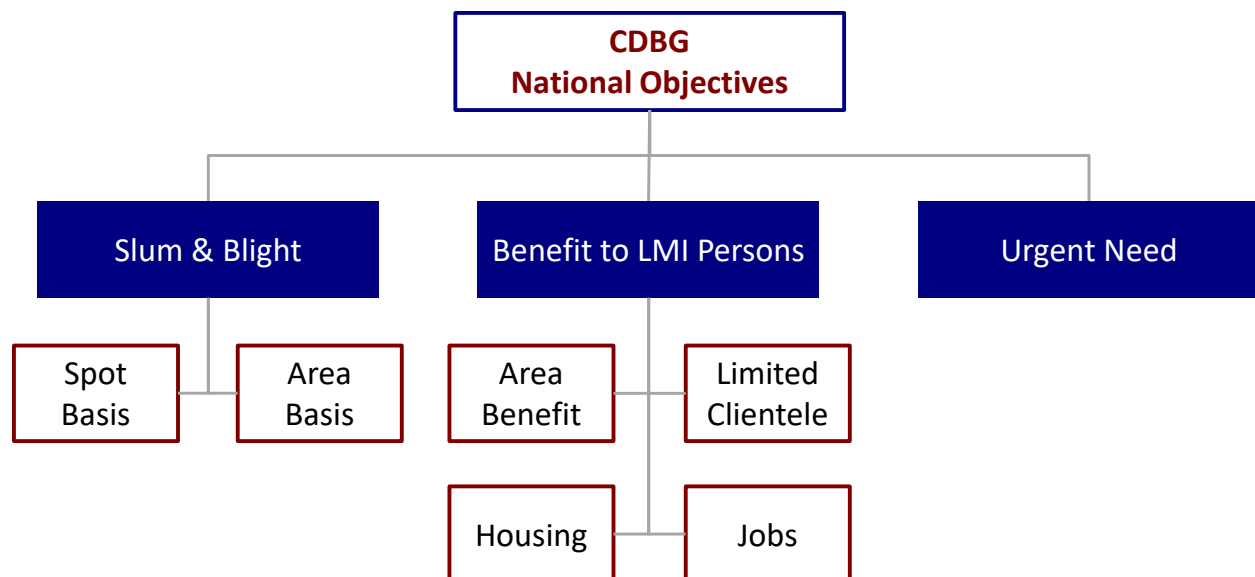 CDBG
National Objectives
Slum & Blight
Benefit to LMI Persons
Urgent Need
Spot
Basis
Area
Basis
Area
Benefit
Limited
Clientele
Housing
Jobs